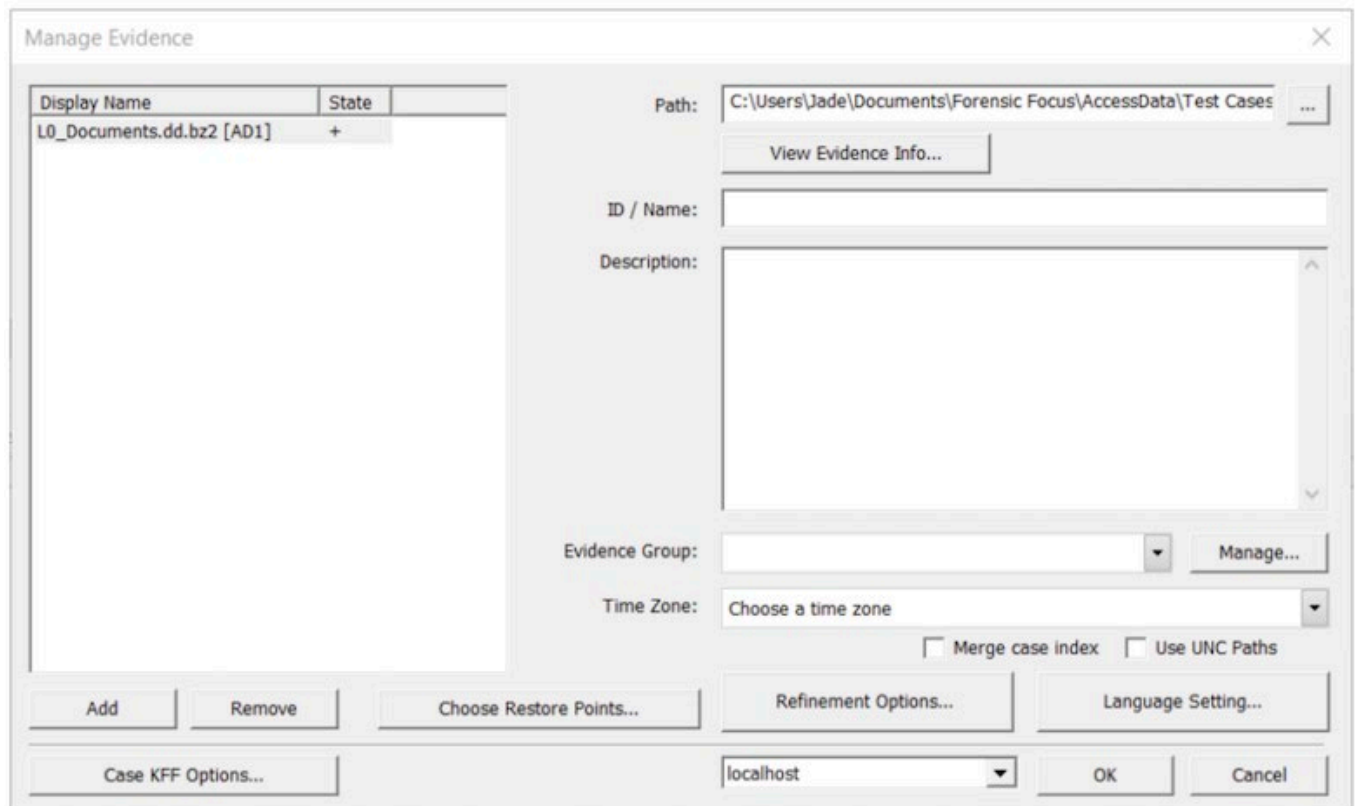 Manage Evidence
Display Name State
L0_Documents.dd.bz2 [AD1] +
Path: C:\Users\Jade\Documents\Forensic Focus\AccessData\Test Cases ...
View Evidence Info...
ID / Name:
Description:
Evidence Group: Manage...
Time Zone: Choose a time zone
Merge case index Use UNC Paths
Add Remove Choose Restore Points... Refinement Options... Language Setting...
Case KFF Options... localhost OK Cancel